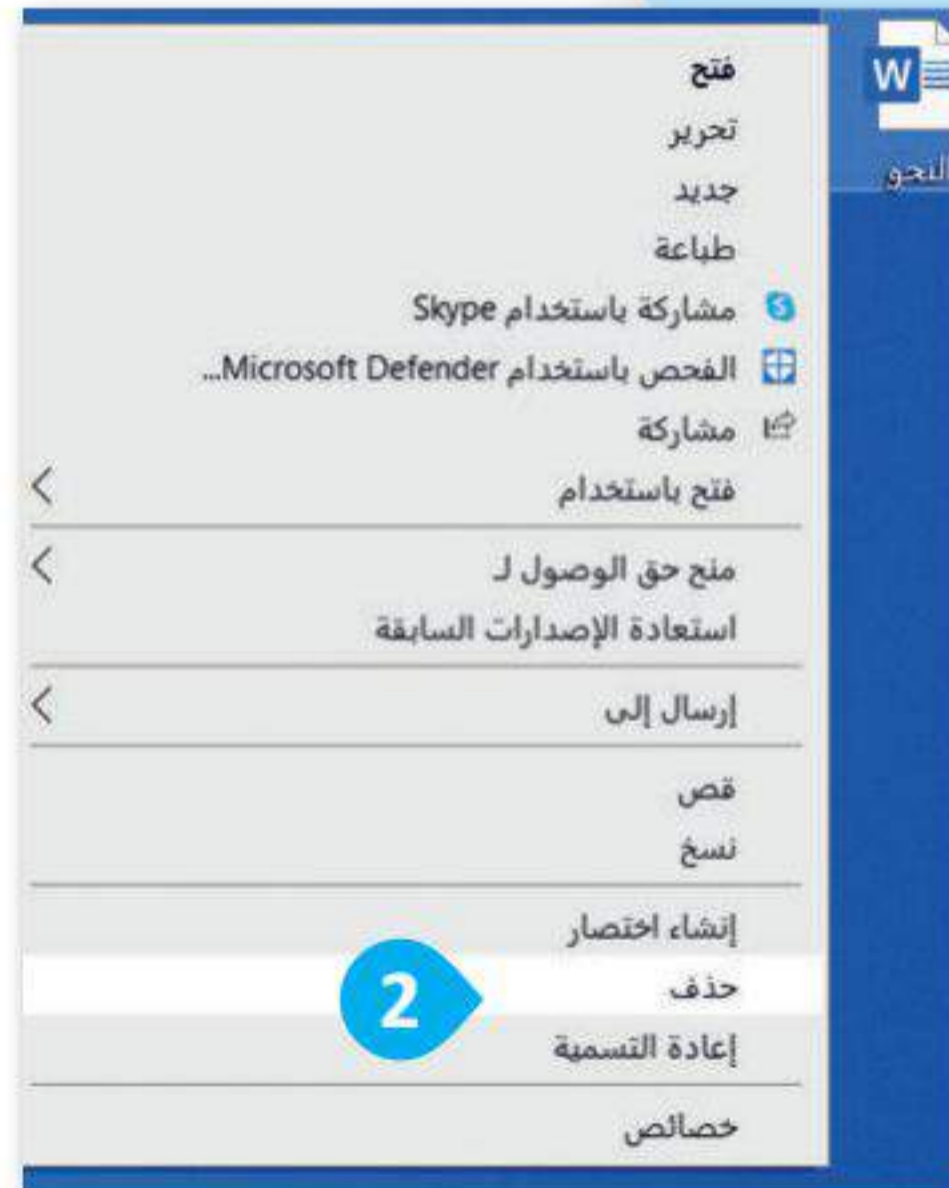 فتح
W
النحو
تحرير
جديد
طباعة
مشاركة باستخدام Skype
الفحص باستخدام Microsoft Defender...
مشاركة
فتح باستخدام
منح حق الوصول لـ
استعادة الإصدارات السابقة
إرسال إلى
قص
نسخ
إنشاء اختصار
حذف
2
إعادة التسمية
خصائص